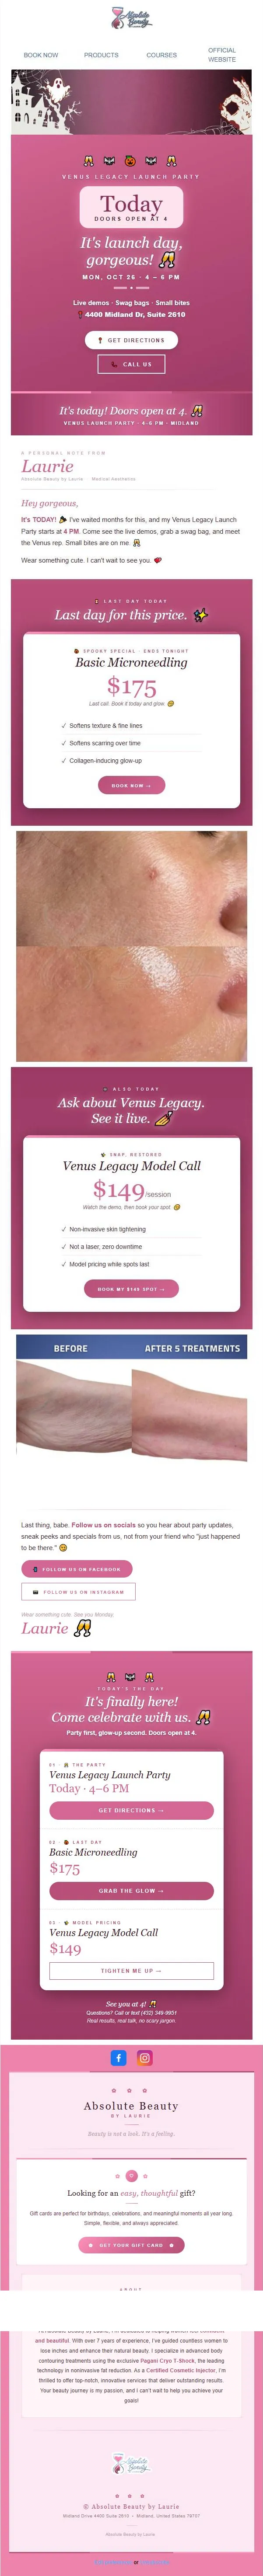 Absolute
Beauty
BOOK NOW
PRODUCTS
COURSES
OFFICIAL
WEBSITE
VENUS LEGACY LAUNCH PARTY
Today
DOORS OPEN AT 4
It's launch day,
gorgeous! 🥂
MON, OCT 26 · 4 – 6 PM
Live demos · Swag bags · Small bites
📍4400 Midland Dr, Suite 2610
📍 GET DIRECTIONS
📞 CALL US
It's today! Doors open at 4. 🥂
VENUS LAUNCH PARTY · 4-6 PM · MIDLAND
A PERSONAL NOTE FROM
Laurie
Absolute Beauty by Laurie · Medical Aesthetics
Hey gorgeous,
It's TODAY! 🎉 I've waited months for this, and my Venus Legacy Launch
Party starts at 4 PM. Come see the live demos, grab a swag bag, and meet
the Venus rep. Small bites are on me. 🥂
Wear something cute. I can't wait to see you. 💕
LAST DAY TODAY
Last day for this price. ✨
🎃 SPOOKY SPECIAL · ENDS TONIGHT
Basic Microneedling
$175
Last call. Book it today and glow.
✓ Softens texture & fine lines
✓ Softens scarring over time
✓ Collagen-inducing glow-up
BOOK NOW →
ALSO TODAY
Ask about Venus Legacy.
See it live.
SNAP, RESTORED
Venus Legacy Model Call
$149/session
Watch the demo, then book your spot.
✓ Non-invasive skin tightening
✓ Not a laser, zero downtime
✓ Model pricing while spots last
BOOK MY $149 SPOT →
BEFORE
AFTER 5 TREATMENTS
Last thing, babe. Follow us on socials so you hear about party updates,
sneak peeks and specials from us, not from your friend who "just happened
to be there."
FOLLOW US ON FACEBOOK
FOLLOW US ON INSTAGRAM
Wear something cute. See you Monday.
Laurie 🥂
TODAY'S THE DAY
It's finally here!
Come celebrate with us. 🥂
Party first, glow-up second. Doors open at 4.
01 · 🥂 THE PARTY
Venus Legacy Launch Party
Today · 4–6 PM
GET DIRECTIONS →
02 · 🎃 LAST DAY
Basic Microneedling
$175
GRAB THE GLOW →
03 · MODEL PRICING
Venus Legacy Model Call
$149
TIGHTEN ME UP →
See you at 4! 🥂
Questions? Call or text (432) 349-9951
Real results, real talk, no scary jargon.
Absolute Beauty
BY LAURIE
Beauty is not a look. It's a feeling.
Looking for an easy, thoughtful gift?
Gift cards are perfect for birthdays, celebrations, and meaningful moments all year long.
Simple, flexible, and always appreciated.
GET YOUR GIFT CARD
ABOUT
and beautiful. With over 7 years of experience, I've guided countless women to
lose inches and enhance their natural beauty. I specialize in advanced body
contouring treatments using the exclusive Pagani Cryo T-Shock, the leading
technology in noninvasive fat reduction. As a Certified Cosmetic Injector, I'm
thrilled to offer top-notch, innovative services that deliver outstanding results.
Your beauty journey is my passion, and I can't wait to help you achieve your
goals!
Absolute
Beauty
© Absolute Beauty by Laurie
Midland Drive #400 Suite 2610 • Midland, United States 79707
Absolute Beauty by Laurie
or